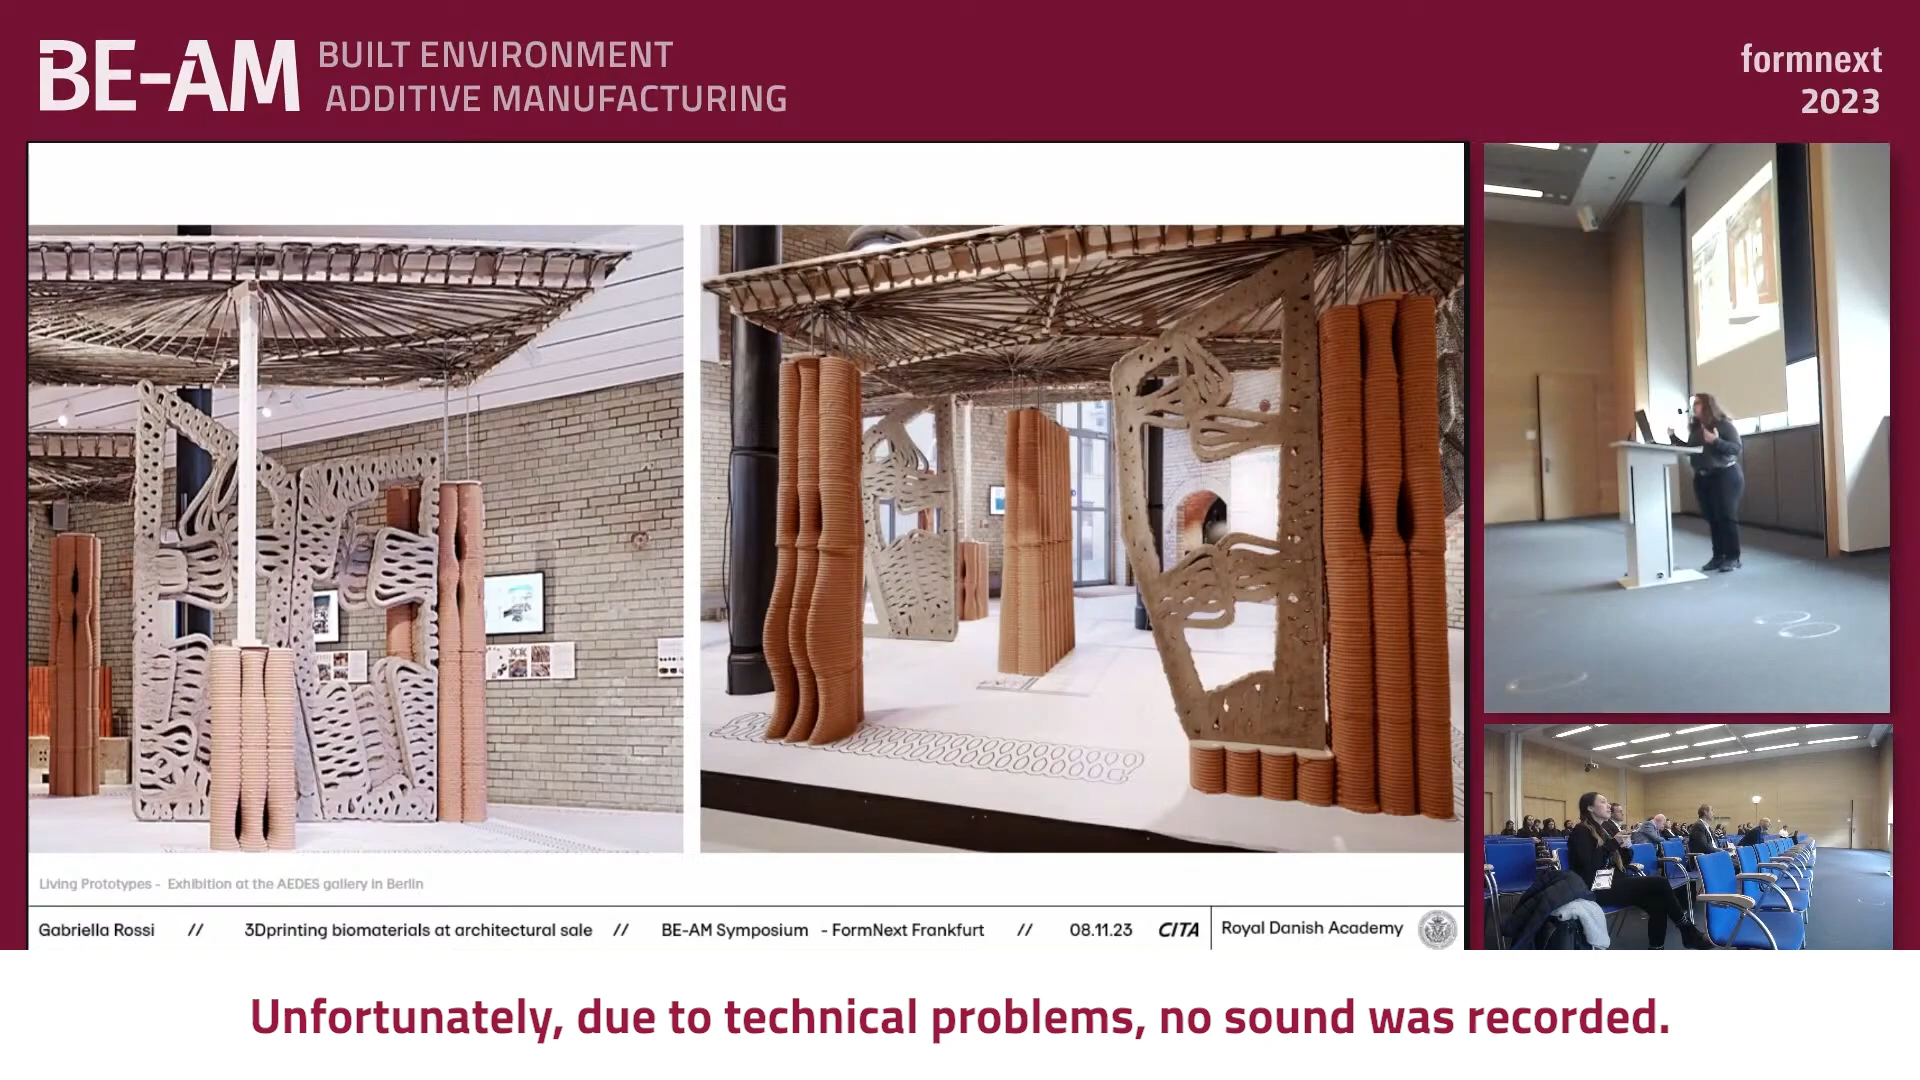 BE-AM BUILT ENVIRONMENT
ADDITIVE MANUFACTURING
formnext
2023
Living Prototypes - Exhibition at the AEDES gallery in Berlin
Gabriella Rossi // 3Dprinting biomaterials at architectural sale // BE-AM Symposium - FormNext Frankfurt // 08.11.23 CITA Royal Danish Academy
Unfortunately, due to technical problems, no sound was recorded.